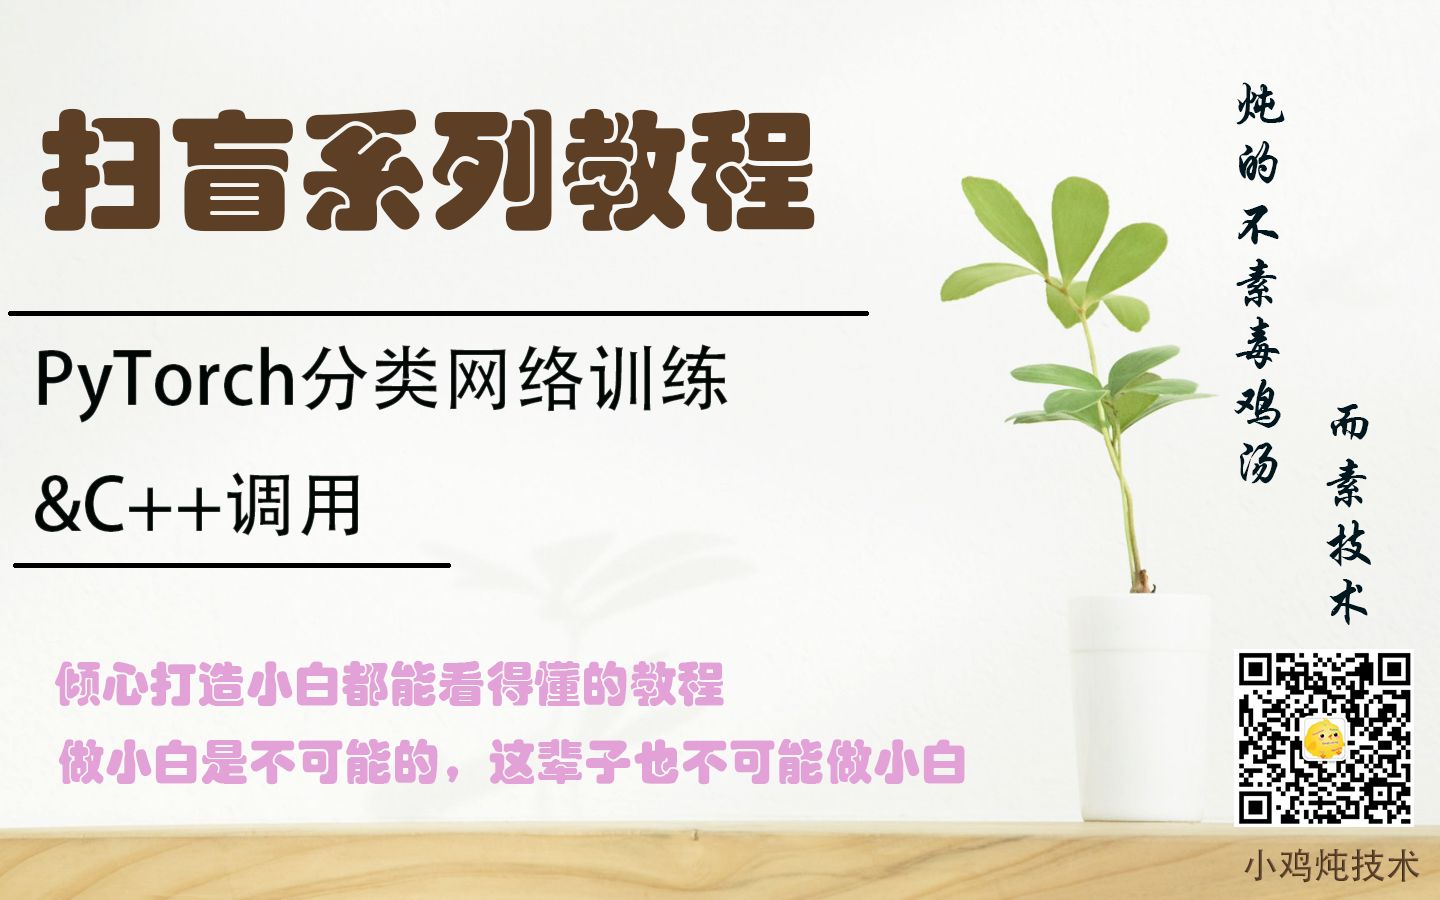 扫盲系列教程
PyTorch分类网络训练
&C++调用
倾心打造小白都能看得懂的教程
做小白是不可能的，这辈子也不可能做小白
炖的不素毒鸡汤
而素技术
小鸡炖技术